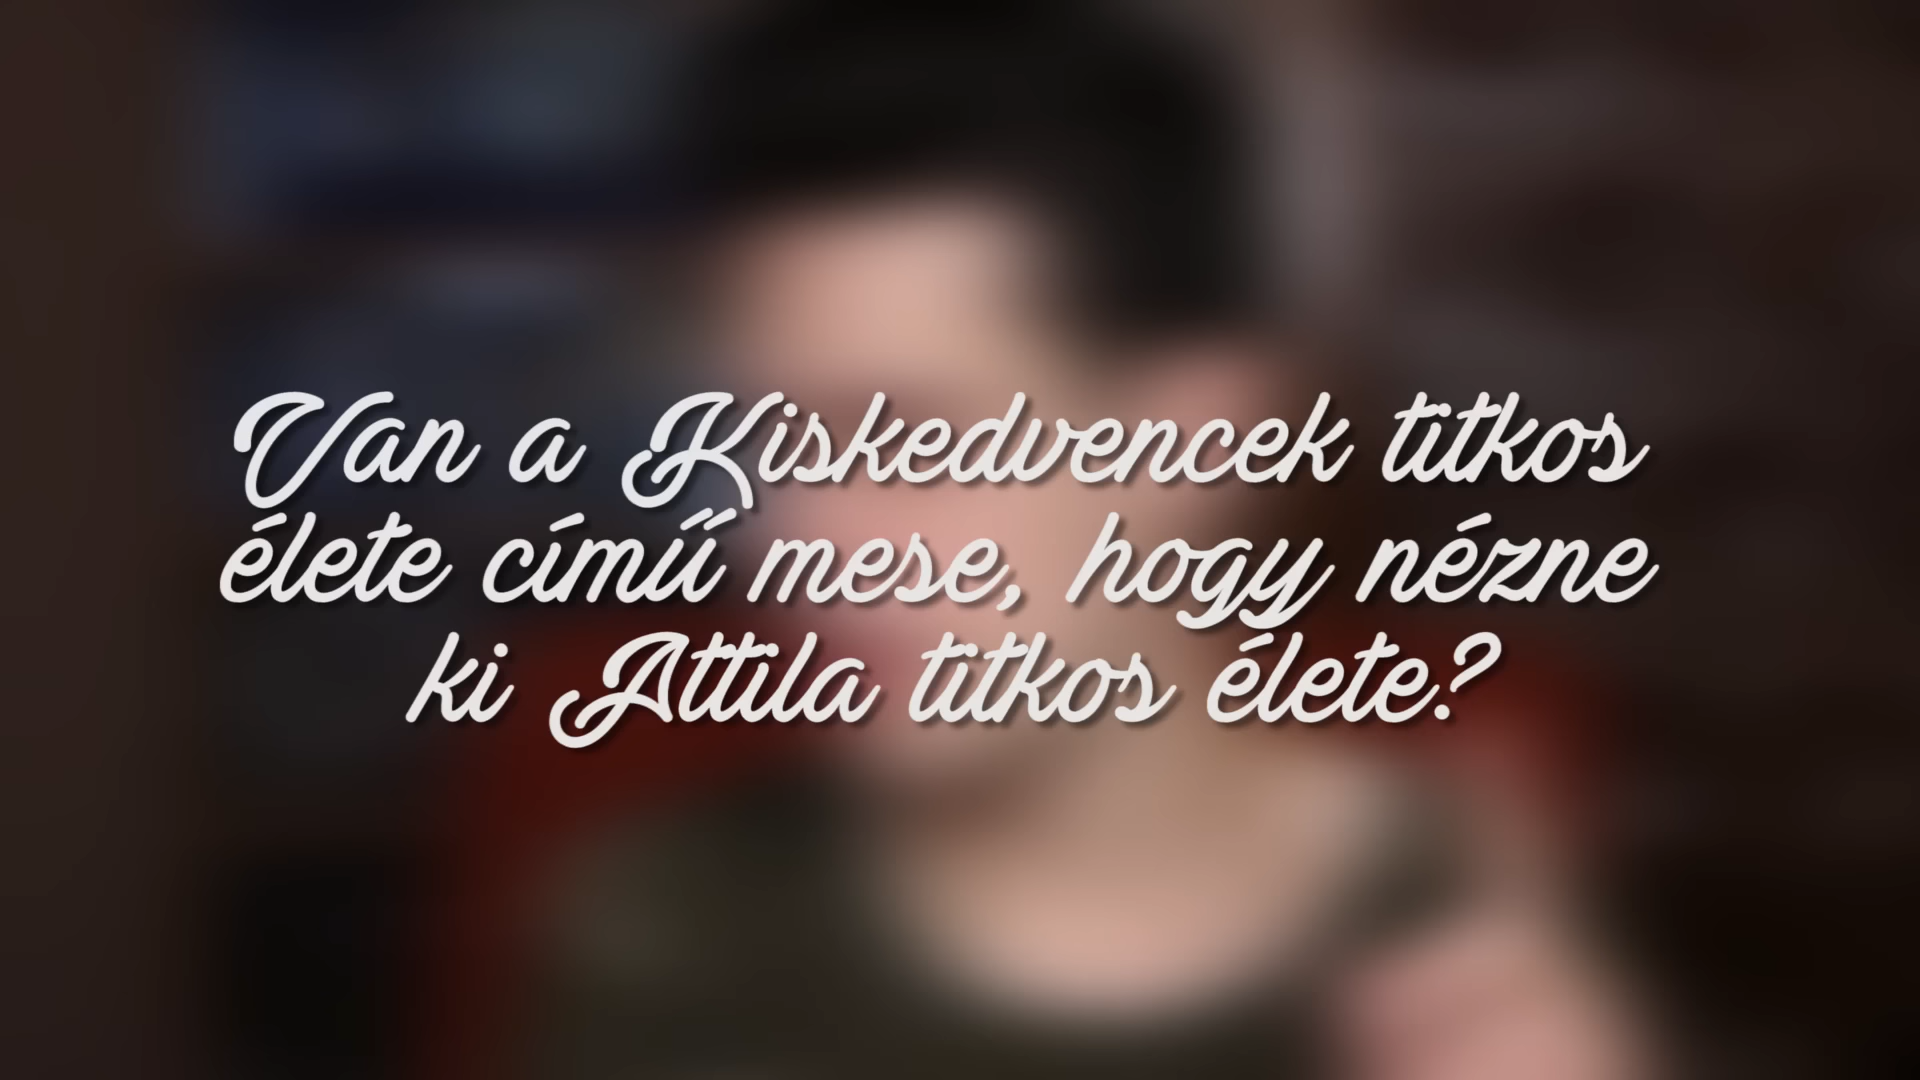 Van a Kiskedvencek titkos
élete című mese, hogy nézne
ki Attila titkos élete?